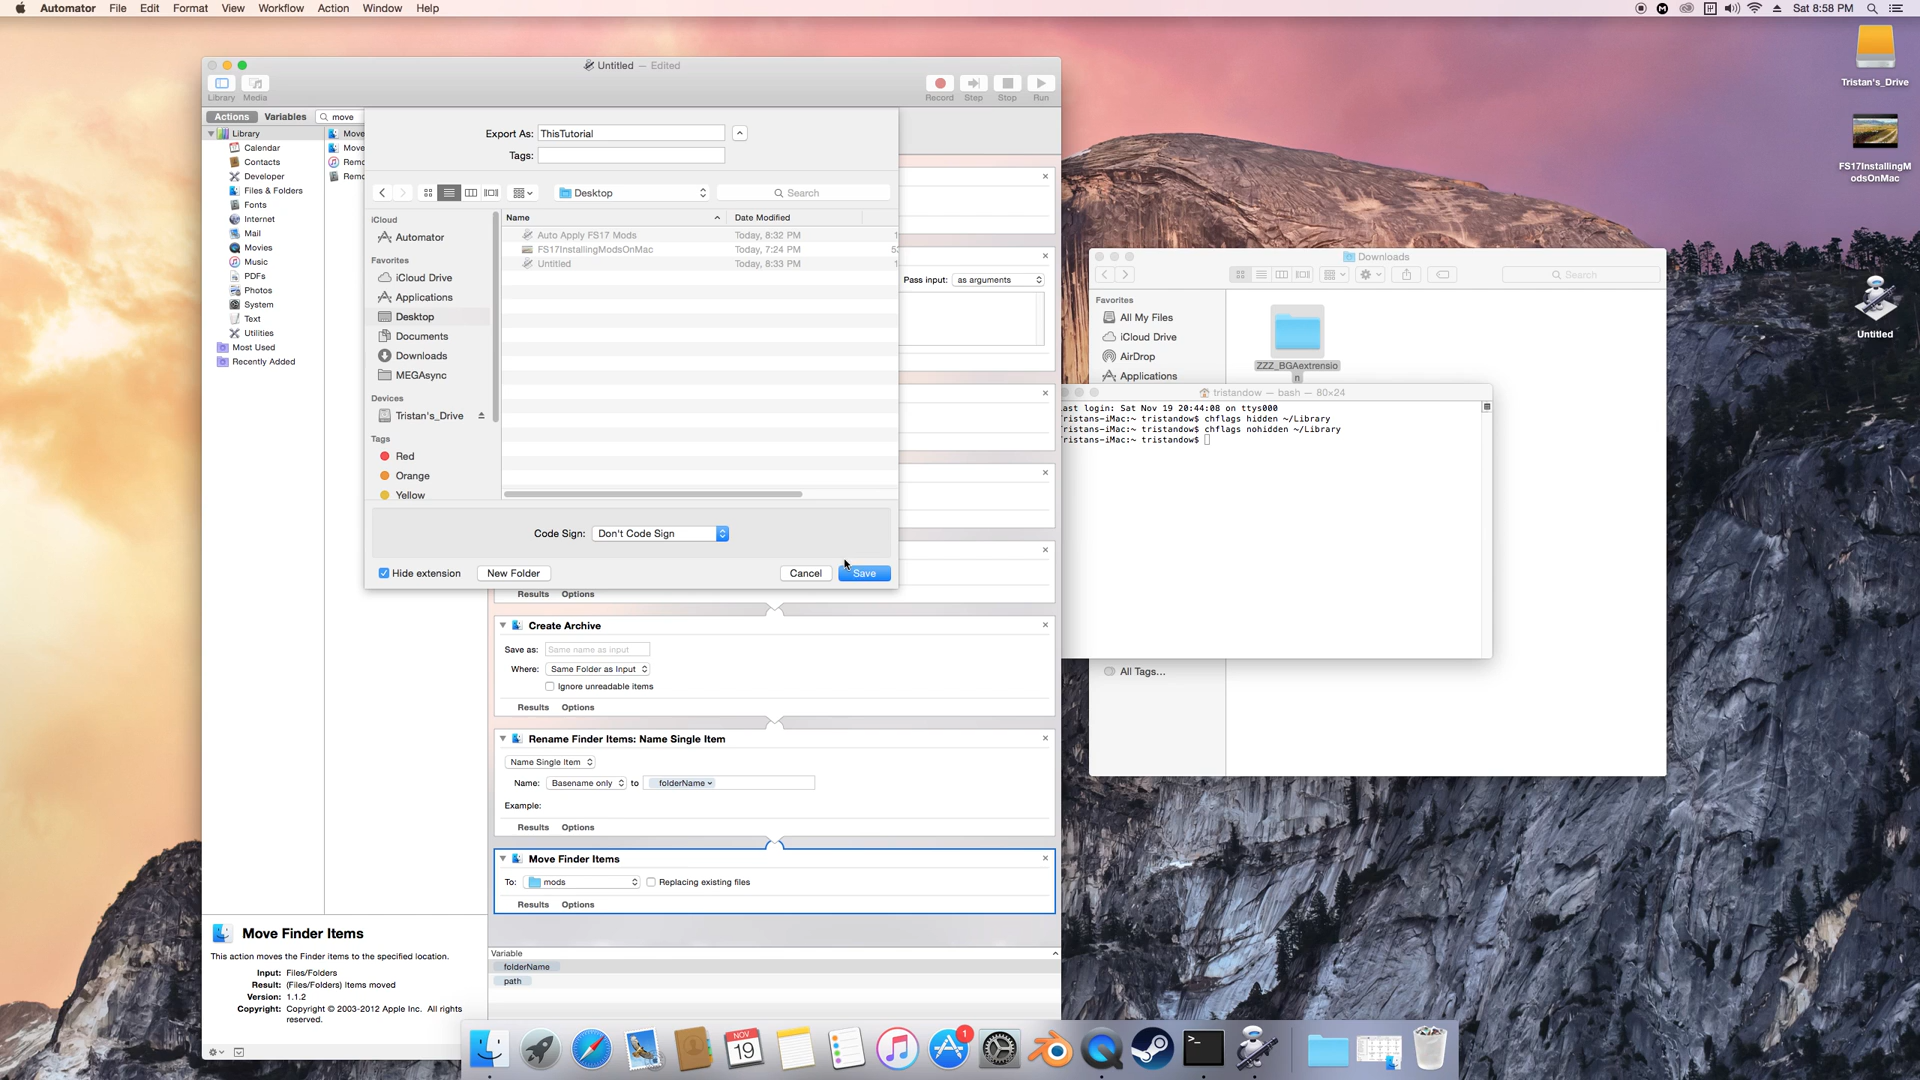 Automator File Edit Format View Workflow Action Window Help
Sat 8:58 PM
Untitled — Edited
Library Media
Record Step Stop Run
Actions Variables move
Library
Calendar
Contacts
Developer
Files & Folders
Fonts
Internet
Mail
Movies
Music
PDFs
Photos
System
Text
Utilities
Most Used
Recently Added
Move
Move
Export As: ThisTutorial
Tags:
Desktop
Search
iCloud
Automator
Favorites
iCloud Drive
Applications
Desktop
Documents
Downloads
MEGAsync
Devices
Tristan's_Drive
Tags
Red
Orange
Yellow
Name Date Modified
Auto Apply FS17 Mods Today, 8:32 PM
FS17InstallingModsOnMac Today, 7:24 PM
Untitled Today, 8:33 PM
Code Sign: Don't Code Sign
Hide extension New Folder Cancel Save
Pass input: as arguments
Results Options
Create Archive
Save as: Same name as input
Where: Same Folder as Input
Ignore unreadable items
Results Options
Rename Finder Items: Name Single Item
Name Single Item
Name: Basename only to folderName
Example:
Results Options
Move Finder Items
To: mods Replacing existing files
Results Options
Variable
folderName
path
Move Finder Items
This action moves the Finder items to the specified location.
Input: Files/Folders
Result: (Files/Folders) Items moved
Version: 1.1.2
Copyright: Copyright © 2003-2012 Apple Inc. All rights
reserved.
Downloads
Search
Favorites
All My Files
iCloud Drive
AirDrop
Applications
All Tags...
ZZZ_BGAextrensio
n
tristandow — bash — 80×24
ast login: Sat Nov 19 20:44:08 on ttys000
ristans-iMac:~ tristandow$ chflags hidden ~/Library
ristans-iMac:~ tristandow$ chflags nohidden ~/Library
ristans-iMac:~ tristandow$
Tristan's_Drive
FS17InstallingM
odsOnMac
Untitled
NOV
19
1